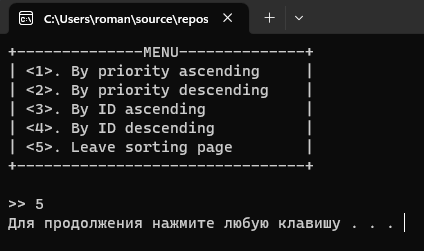 C:\Users\roman\source\repos
+--------------MENU--------------+
| <1>. By priority ascending     |
| <2>. By priority descending    |
| <3>. By ID ascending           |
| <4>. By ID descending          |
| <5>. Leave sorting page        |
+--------------------------------+
>> 5
Для продолжения нажмите любую клавишу . . .